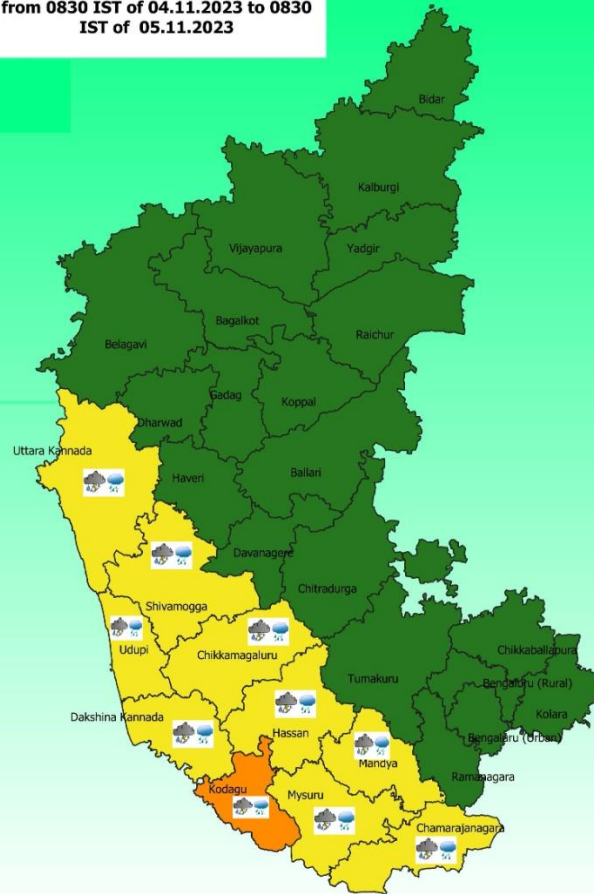 from 0830 IST of 04.11.2023 to 0830
IST of 05.11.2023
Bidar
Kalburgi
Vijayapura
Yadgir
Bagalkot
Raichur
Belagavi
Gadag
Koppal
Dharwad
Uttara Kannada
Haveri
Ballari
Davanagere
Chitradurga
Shivamogga
Udupi
Chikkamagaluru
Chikkaballapura
Tumakuru
Bengaluru (Rural)
Kolara
Dakshina Kannada
Hassan
Bengaluru (Urban)
Mandya
Ramanagara
Kodagu
Mysuru
Chamarajanagara